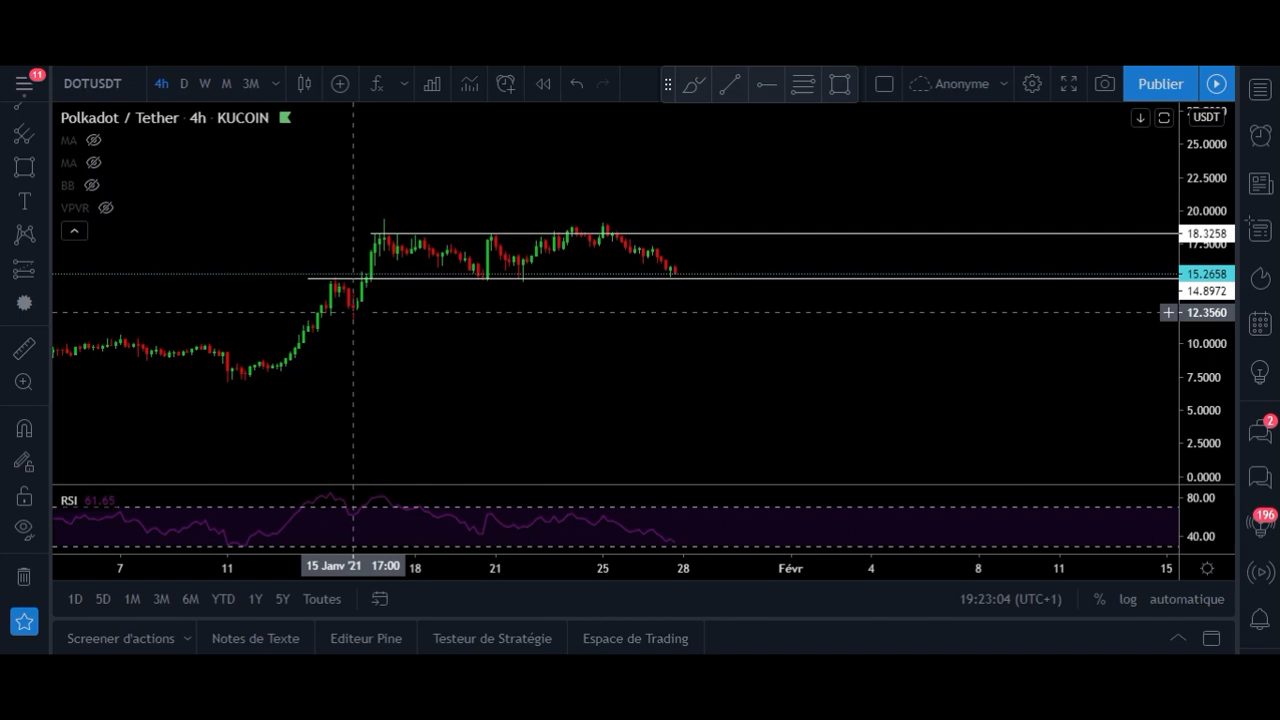 11
DOTUSDT 4h D W M 3M Anonyme Publier
Polkadot / Tether · 4h · KUCOIN
USDT
MA
MA
BB
VPVR
25.0000
22.5000
20.0000
18.3258
17.5000
15.2658
14.8972
12.3560
10.0000
7.5000
5.0000
2.5000
0.0000
RSI 61.65
80.00
40.00
7 11 15 Janv '21 17:00 18 21 25 28 Févr 4 8 11 15
1D 5D 1M 3M 6M YTD 1Y 5Y Toutes 19:23:04 (UTC+1) % log automatique
Screener d'actions Notes de Texte Editeur Pine Testeur de Stratégie Espace de Trading
2
196